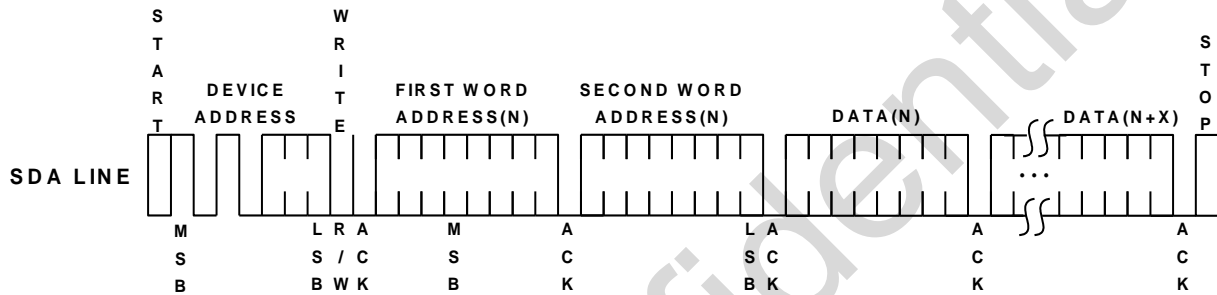 START
WRITE
STOP
DEVICE
ADDRESS
FIRST WORD
ADDRESS(N)
SECOND WORD
ADDRESS(N)
DATA(N)
DATA(N+X)
SDA LINE
...
MSB
LSB
R/W
ACK
MSB
ACK
LSB
ACK
ACK
ACK